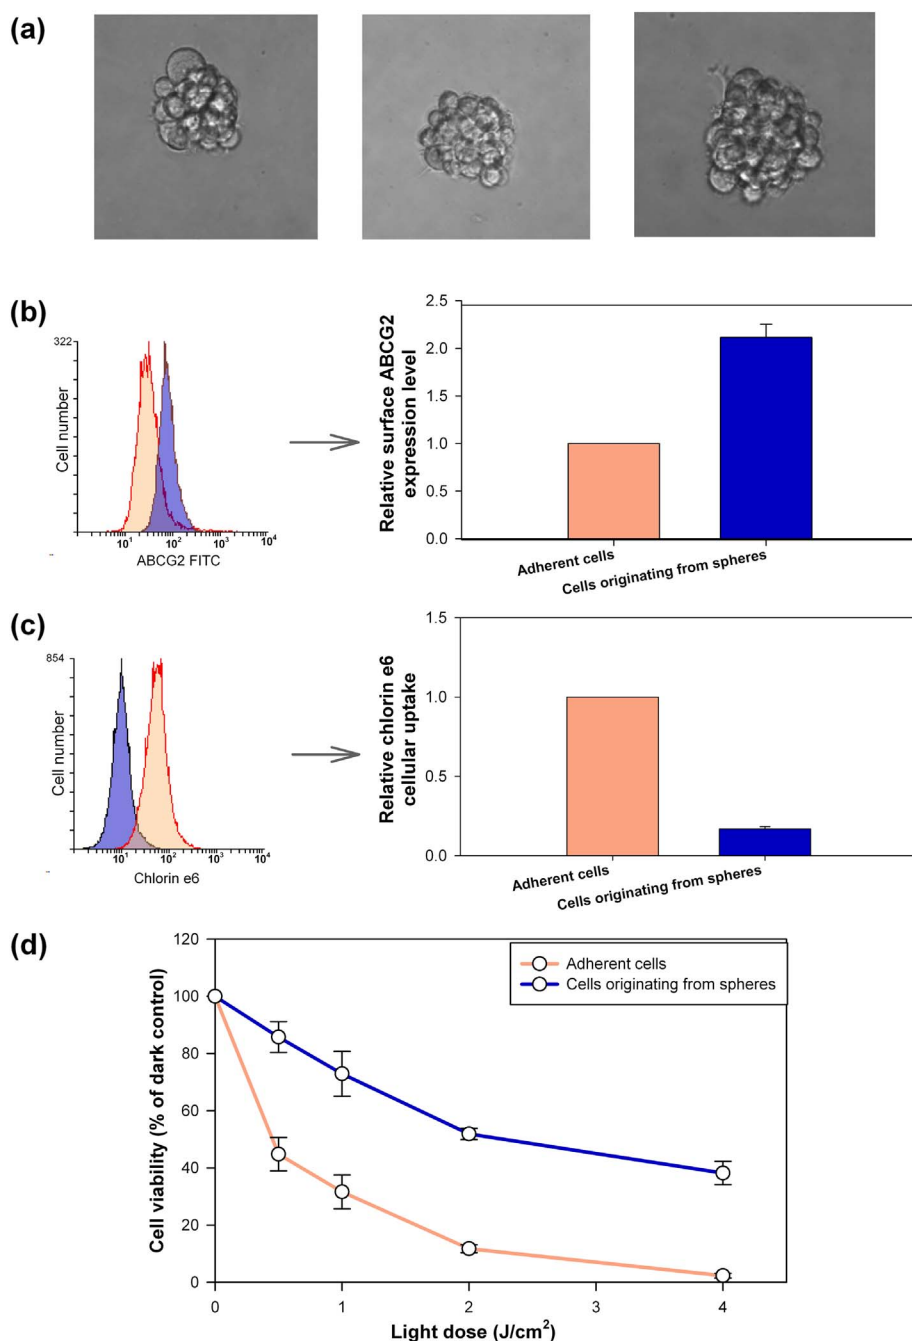 (a)
(b)
322
Cell number
10¹ 10² 10³ 10⁴
ABCG2 FITC
Relative surface ABCG2
expression level
2.5
2.0
1.5
1.0
0.5
0.0
Adherent cells
Cells originating from spheres
(c)
854
Cell number
10¹ 10² 10³ 10⁴
Chlorin e6
Relative chlorin e6
cellular uptake
1.5
1.0
0.5
0.0
Adherent cells
Cells originating from spheres
(d)
Cell viability (% of dark control)
120
100
80
60
40
20
0
Adherent cells
Cells originating from spheres
0 1 2 3 4
Light dose (J/cm²)